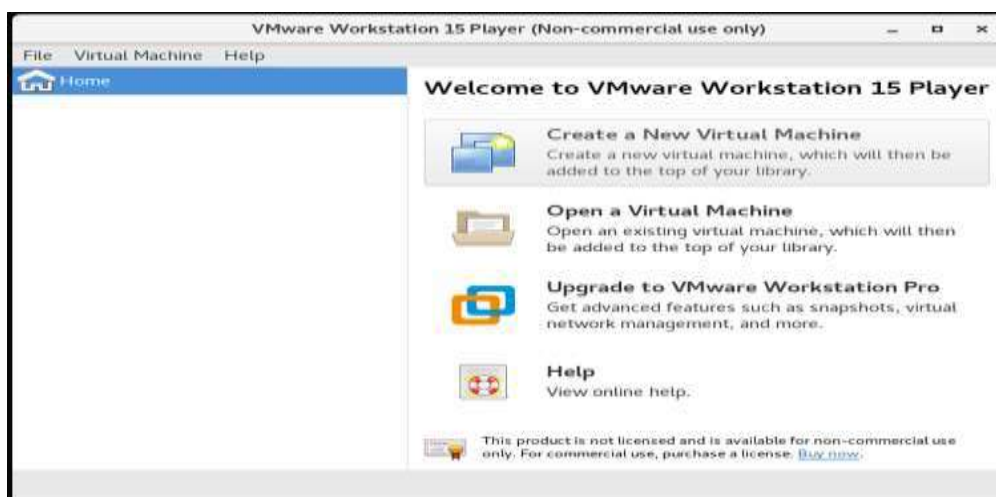 VMware Workstation 15 Player (Non-commercial use only)
File Virtual Machine Help
Home
Welcome to VMware Workstation 15 Player
Create a New Virtual Machine
Create a new virtual machine, which will then be
added to the top of your library.
Open a Virtual Machine
Open an existing virtual machine, which will then
be added to the top of your library.
Upgrade to VMware Workstation Pro
Get advanced features such as snapshots, virtual
network management, and more.
Help
View online help.
This product is not licensed and is available for non-commercial use
only. For commercial use, purchase a license. Buy now.